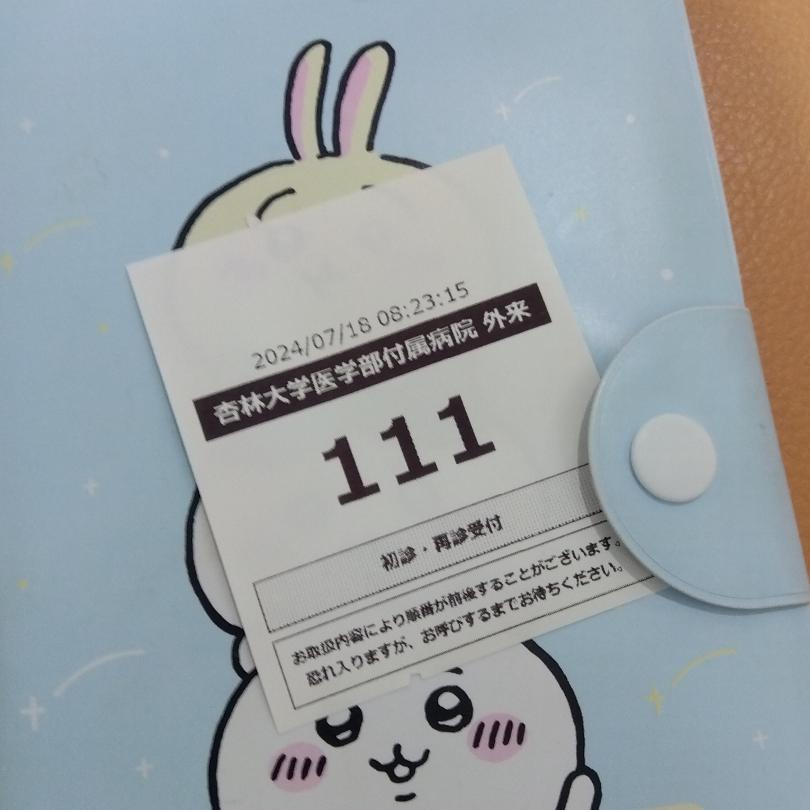 2024/07/18 08:23:15
杏林大学医学部付属病院 外来
111
初診・再診受付
お取扱内容により順番が前後することがございます。
恐れ入りますが、お呼びするまでお待ちください。